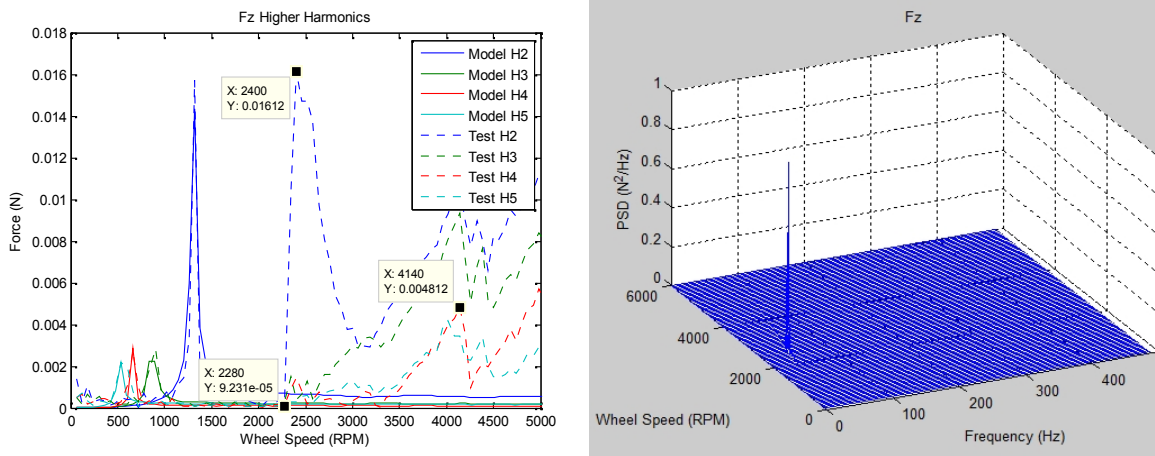 Fz Higher Harmonics
0.018
0.016
0.014
0.012
0.01
0.008
0.006
0.004
0.002
0
Force (N)
X: 2400
Y: 0.01612
X: 4140
Y: 0.004812
X: 2280
Y: 9.231e-05
Model H2
Model H3
Model H4
Model H5
Test H2
Test H3
Test H4
Test H5
0 500 1000 1500 2000 2500 3000 3500 4000 4500 5000
Wheel Speed (RPM)
Fz
1
0.8
0.6
0.4
0.2
0
PSD (N²/Hz)
6000
4000
2000
0
Wheel Speed (RPM)
0
100
200
300
400
Frequency (Hz)